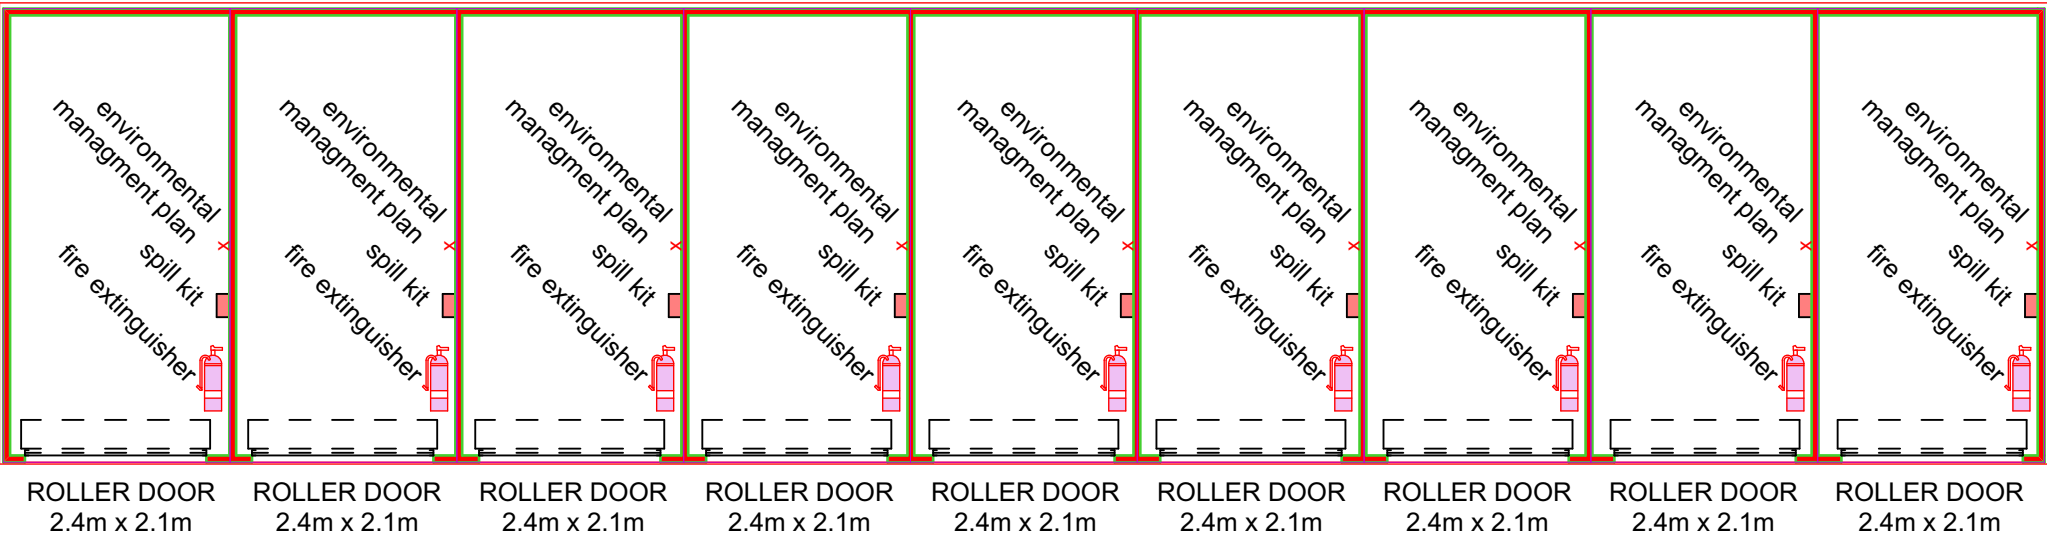 environmental
managment plan
spill kit
fire extinguisher
environmental
managment plan
spill kit
fire extinguisher
environmental
managment plan
spill kit
fire extinguisher
environmental
managment plan
spill kit
fire extinguisher
environmental
managment plan
spill kit
fire extinguisher
environmental
managment plan
spill kit
fire extinguisher
environmental
managment plan
spill kit
fire extinguisher
environmental
managment plan
spill kit
fire extinguisher
environmental
managment plan
spill kit
fire extinguisher
ROLLER DOOR
2.4m x 2.1m
ROLLER DOOR
2.4m x 2.1m
ROLLER DOOR
2.4m x 2.1m
ROLLER DOOR
2.4m x 2.1m
ROLLER DOOR
2.4m x 2.1m
ROLLER DOOR
2.4m x 2.1m
ROLLER DOOR
2.4m x 2.1m
ROLLER DOOR
2.4m x 2.1m
ROLLER DOOR
2.4m x 2.1m